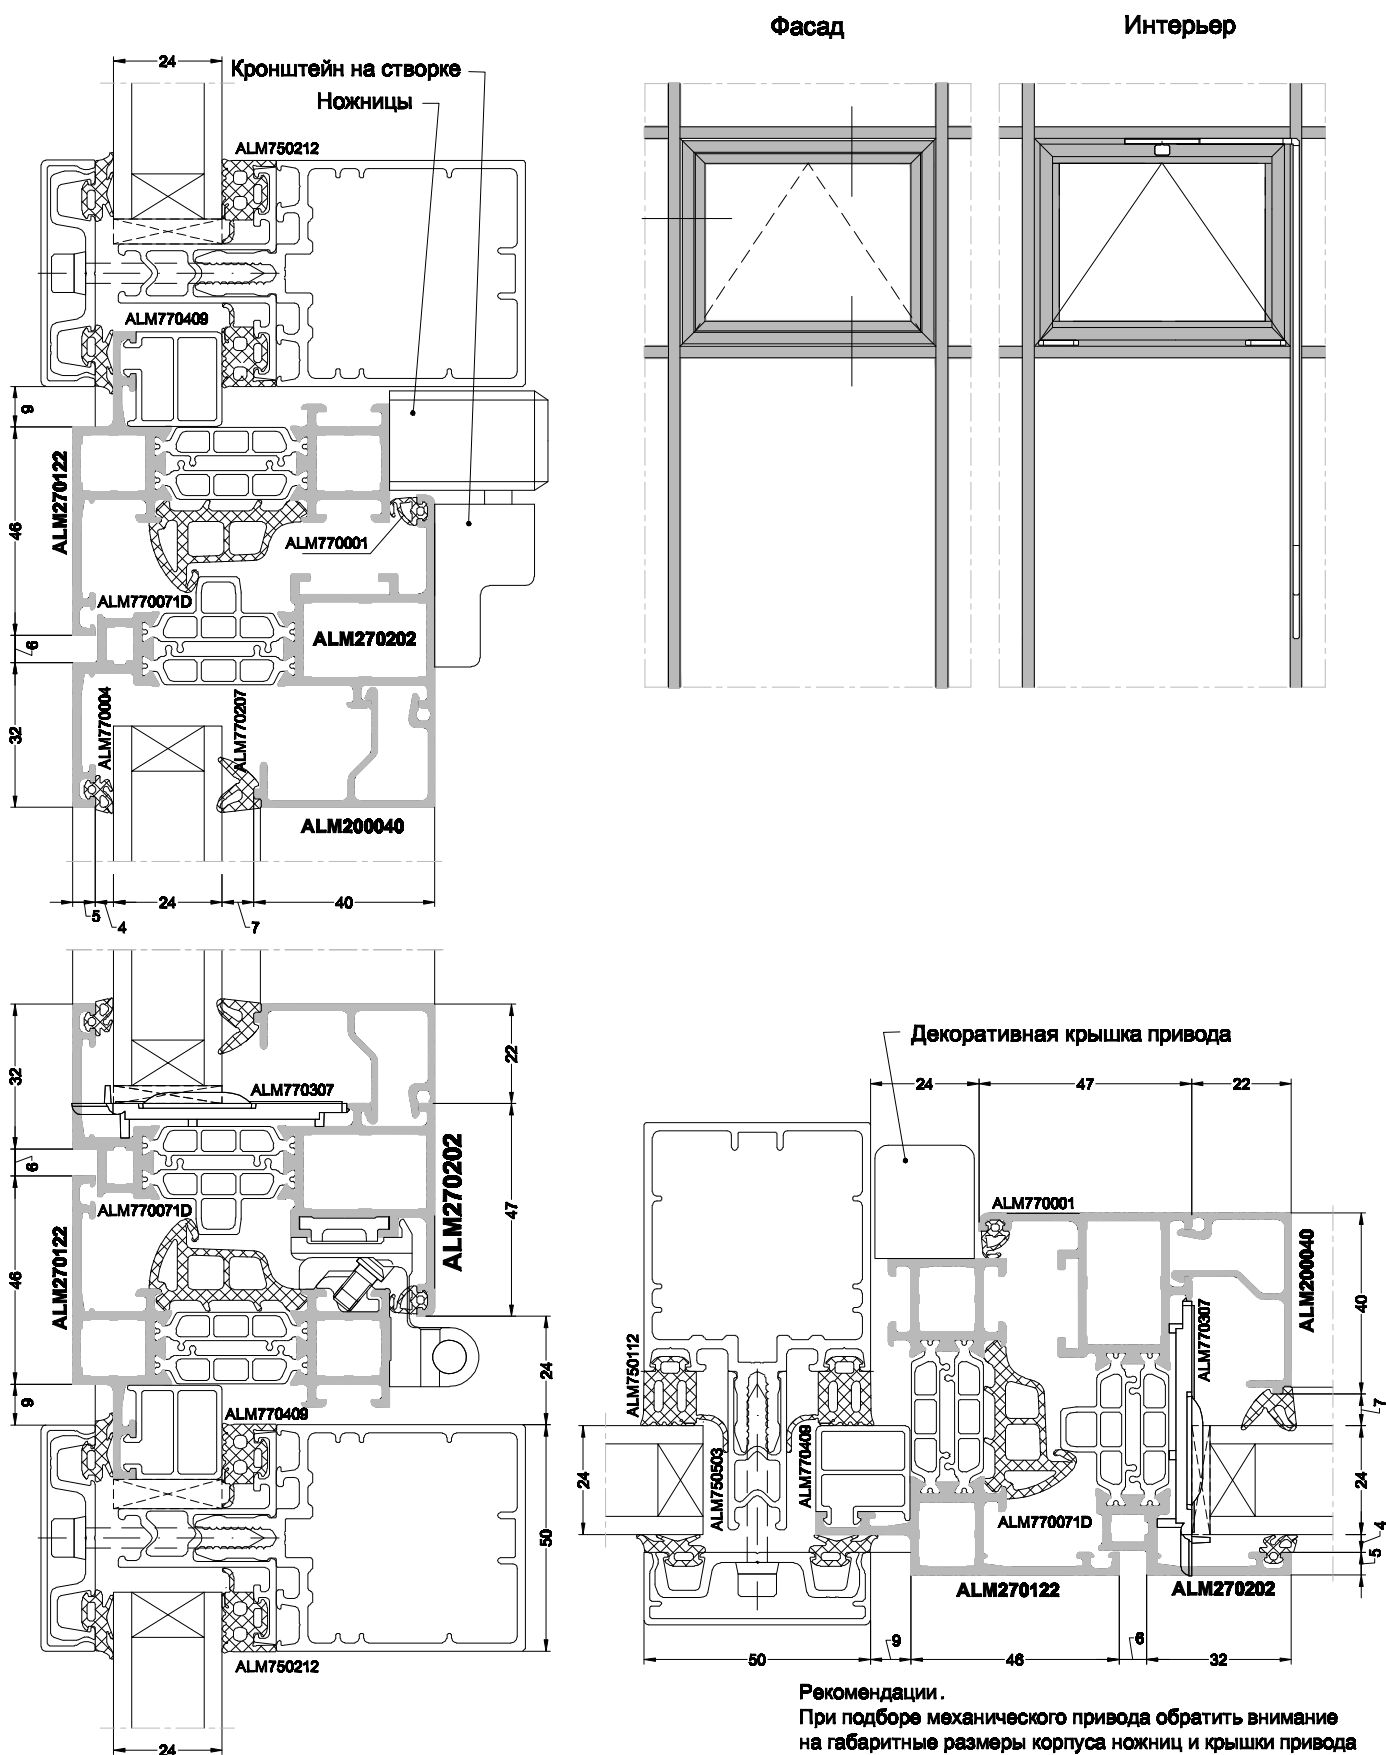 Фасад
Интерьер
24
Кронштейн на створке
Ножницы
ALM750212
ALM770409
9
ALM270122
46
ALM770001
ALM770071D
ALM270202
6
ALM770004
ALM770207
32
ALM200040
5
4
24
7
40
32
22
ALM770307
6
ALM770071D
ALM270202
47
ALM270122
46
24
9
ALM770409
50
ALM750212
24
Декоративная крышка привода
24
47
22
ALM770001
ALM200040
40
ALM770307
ALM750112
7
24
ALM750503
ALM770409
24
ALM770071D
4
5
ALM270122
ALM270202
50
9
46
6
32
Рекомендации.
При подборе механического привода обратить внимание
на габаритные размеры корпуса ножниц и крышки привода